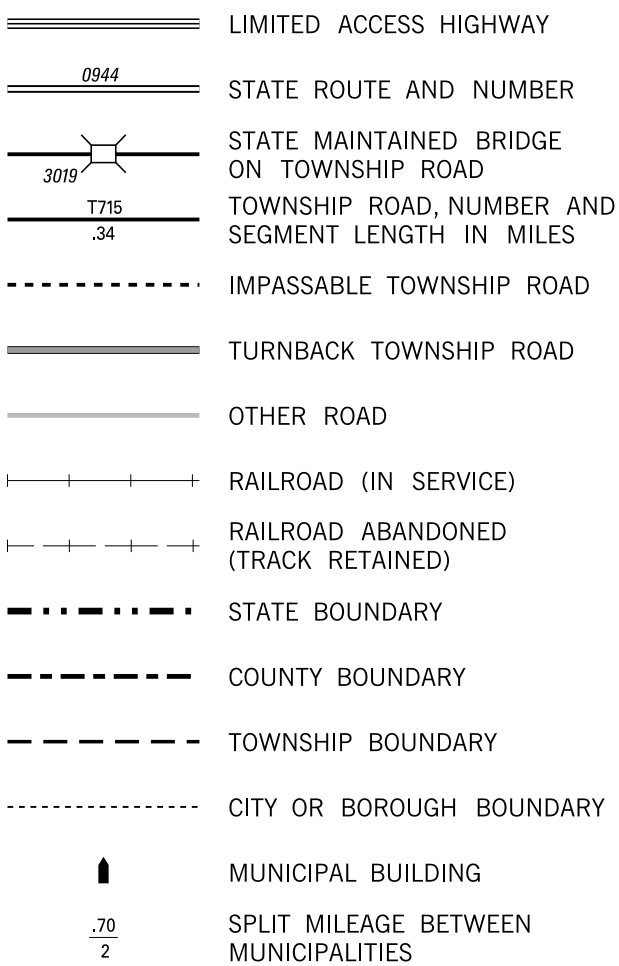 LIMITED ACCESS HIGHWAY
0944
STATE ROUTE AND NUMBER
STATE MAINTAINED BRIDGE
ON TOWNSHIP ROAD
3019
T715
.34
TOWNSHIP ROAD, NUMBER AND
SEGMENT LENGTH IN MILES
IMPASSABLE TOWNSHIP ROAD
TURNBACK TOWNSHIP ROAD
OTHER ROAD
RAILROAD (IN SERVICE)
RAILROAD ABANDONED
(TRACK RETAINED)
STATE BOUNDARY
COUNTY BOUNDARY
TOWNSHIP BOUNDARY
CITY OR BOROUGH BOUNDARY
MUNICIPAL BUILDING
.70
2
SPLIT MILEAGE BETWEEN
MUNICIPALITIES